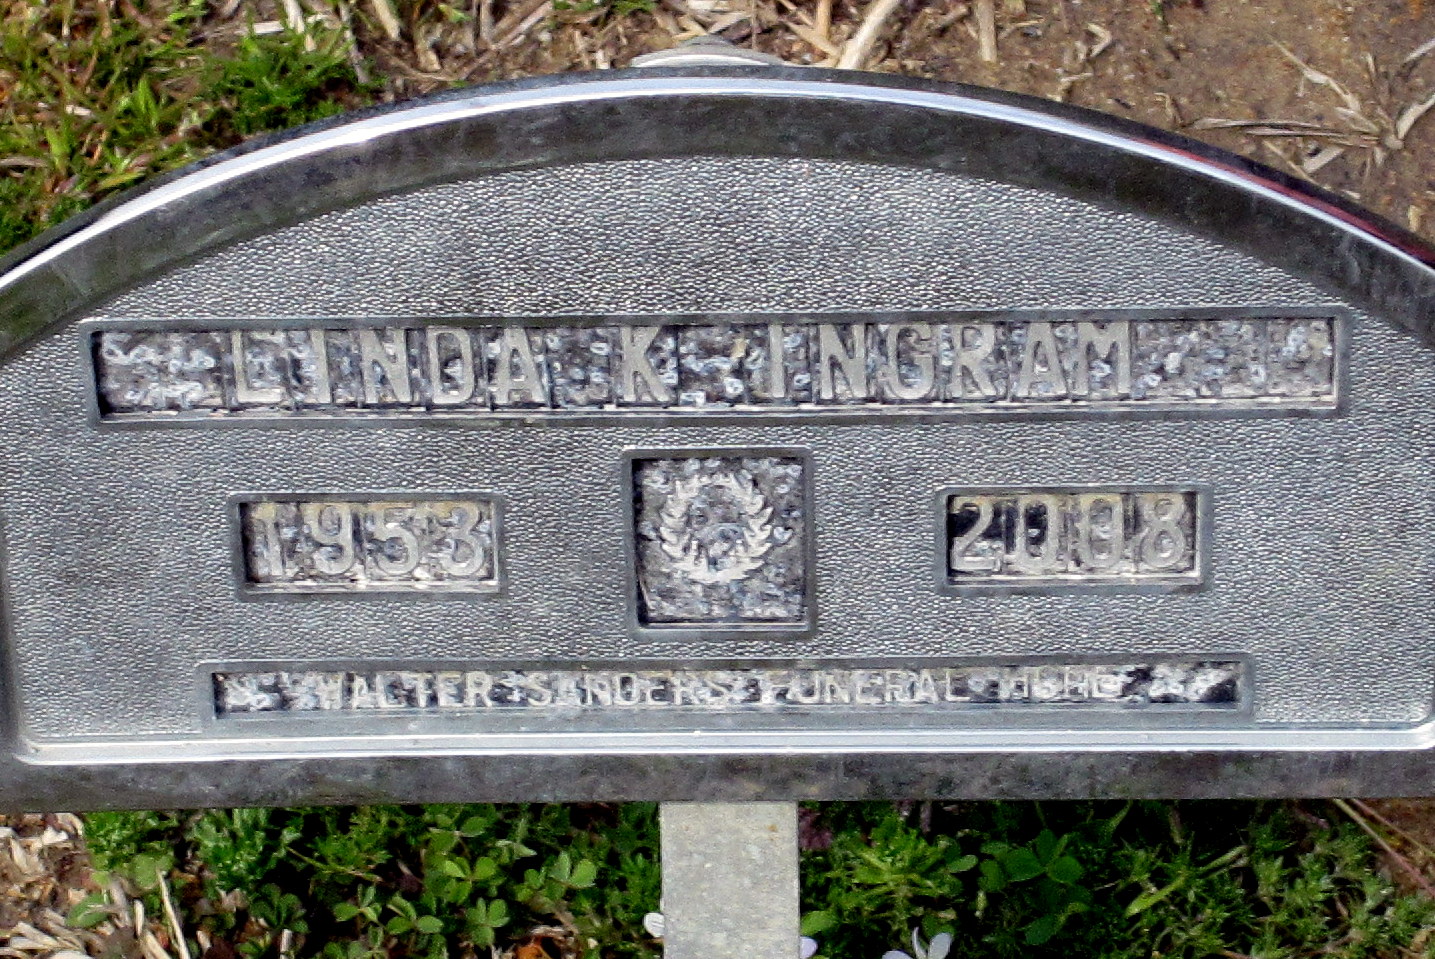 LINDA K INGRAM
1953 2008
WALTER SANDERS FUNERAL HOME